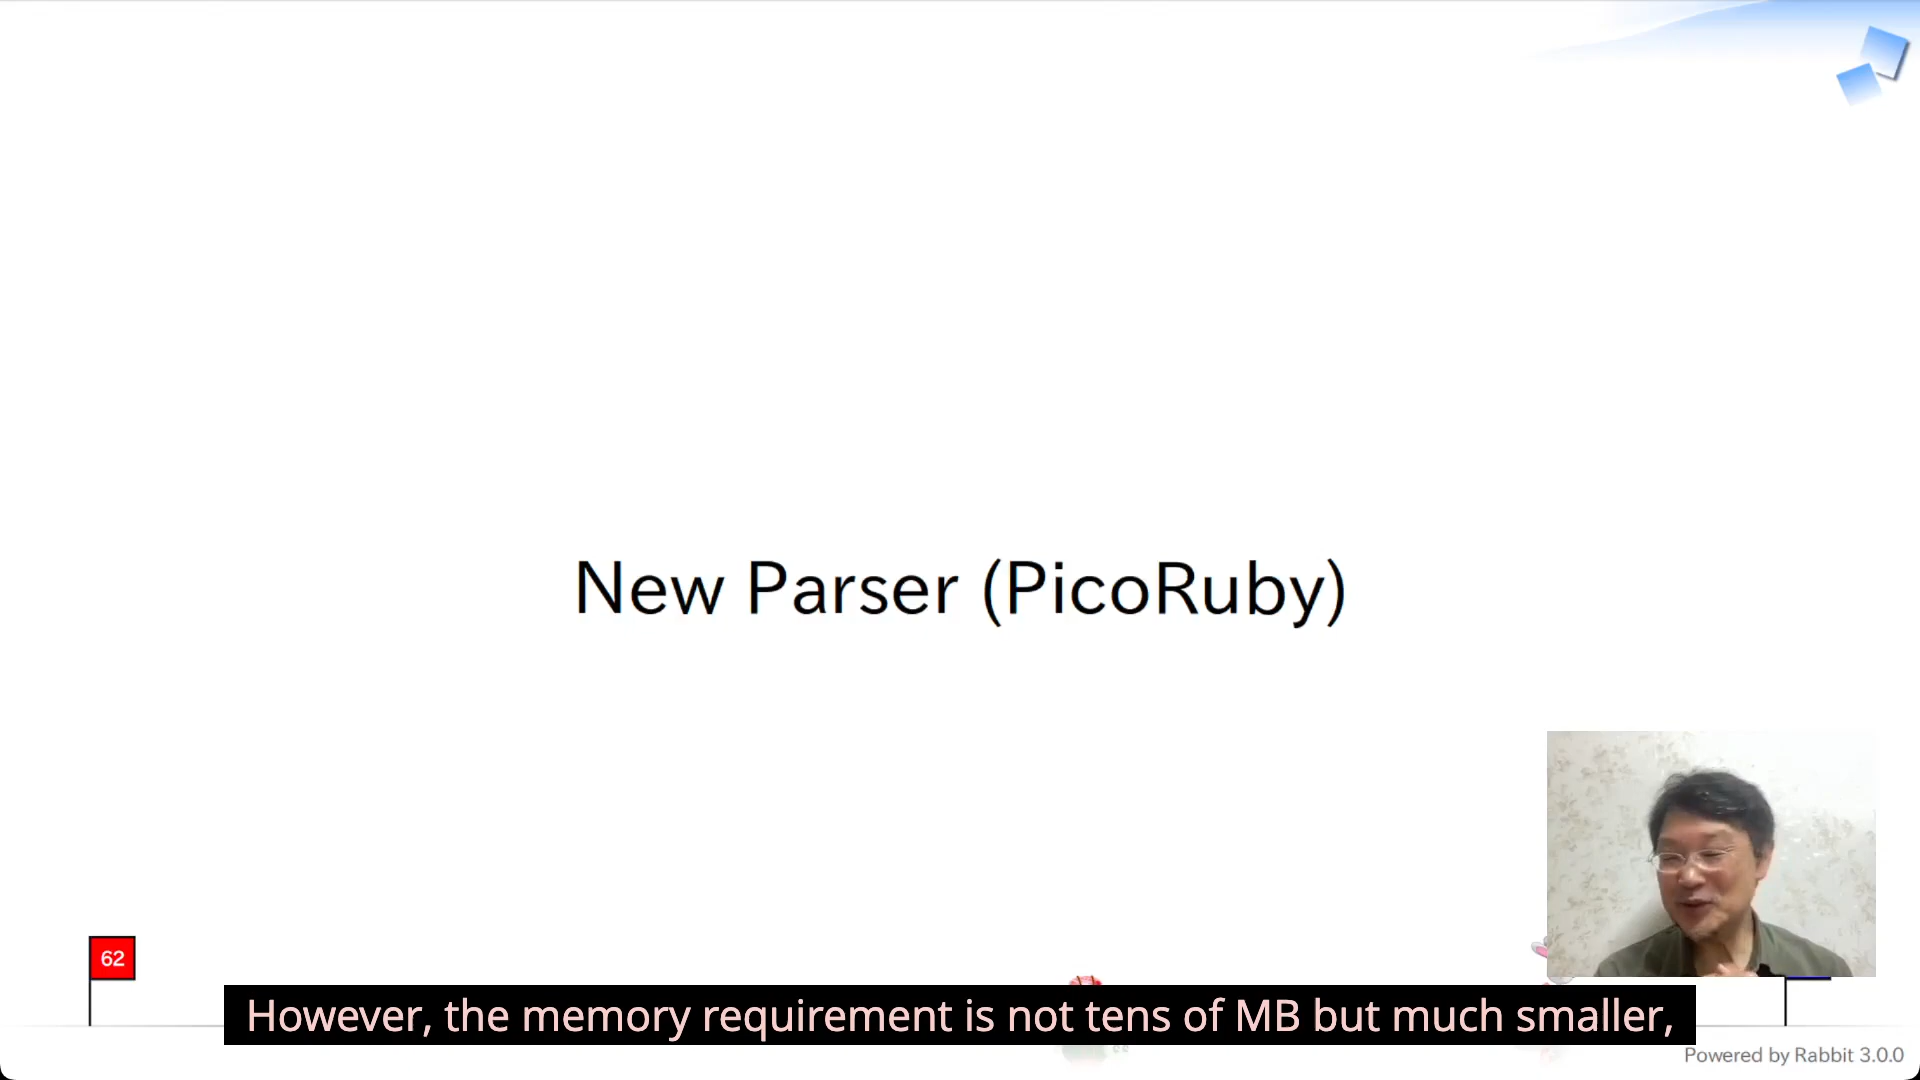 New Parser (PicoRuby)
62
However, the memory requirement is not tens of MB but much smaller,
Powered by Rabbit 3.0.0